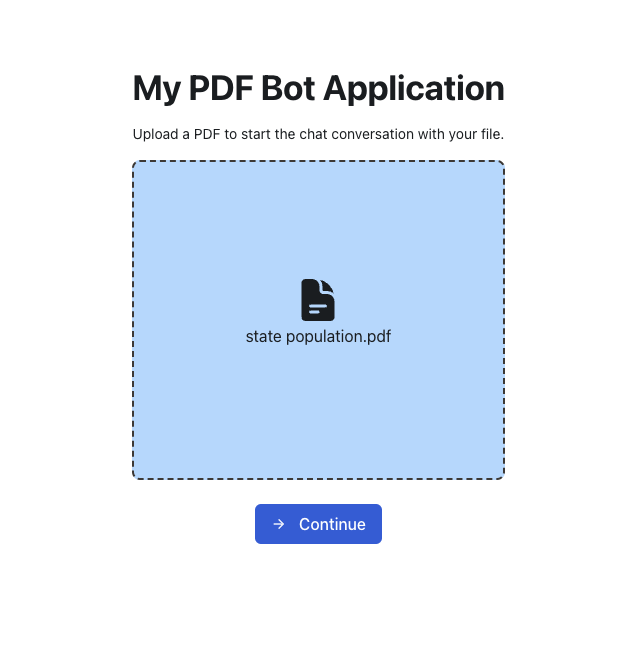 My PDF Bot Application
Upload a PDF to start the chat conversation with your file.
state population.pdf
Continue